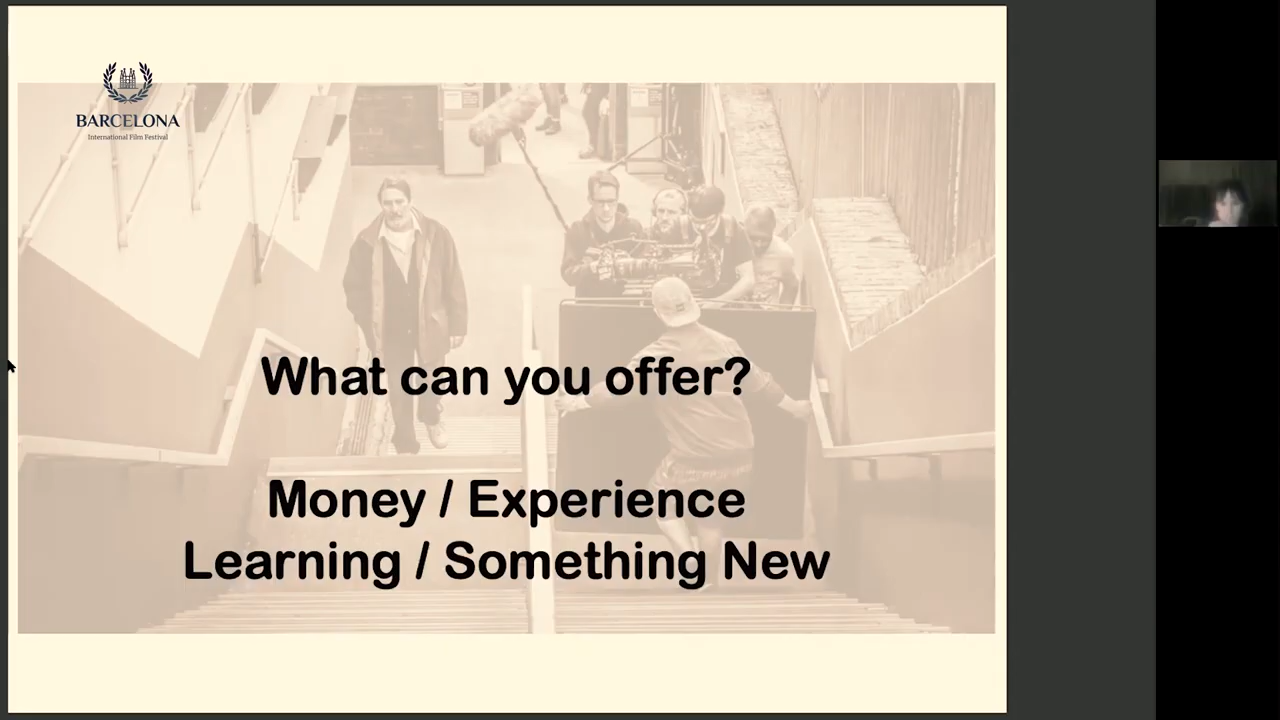 BARCELONA
International Film Festival
What can you offer?
Money / Experience
Learning / Something New